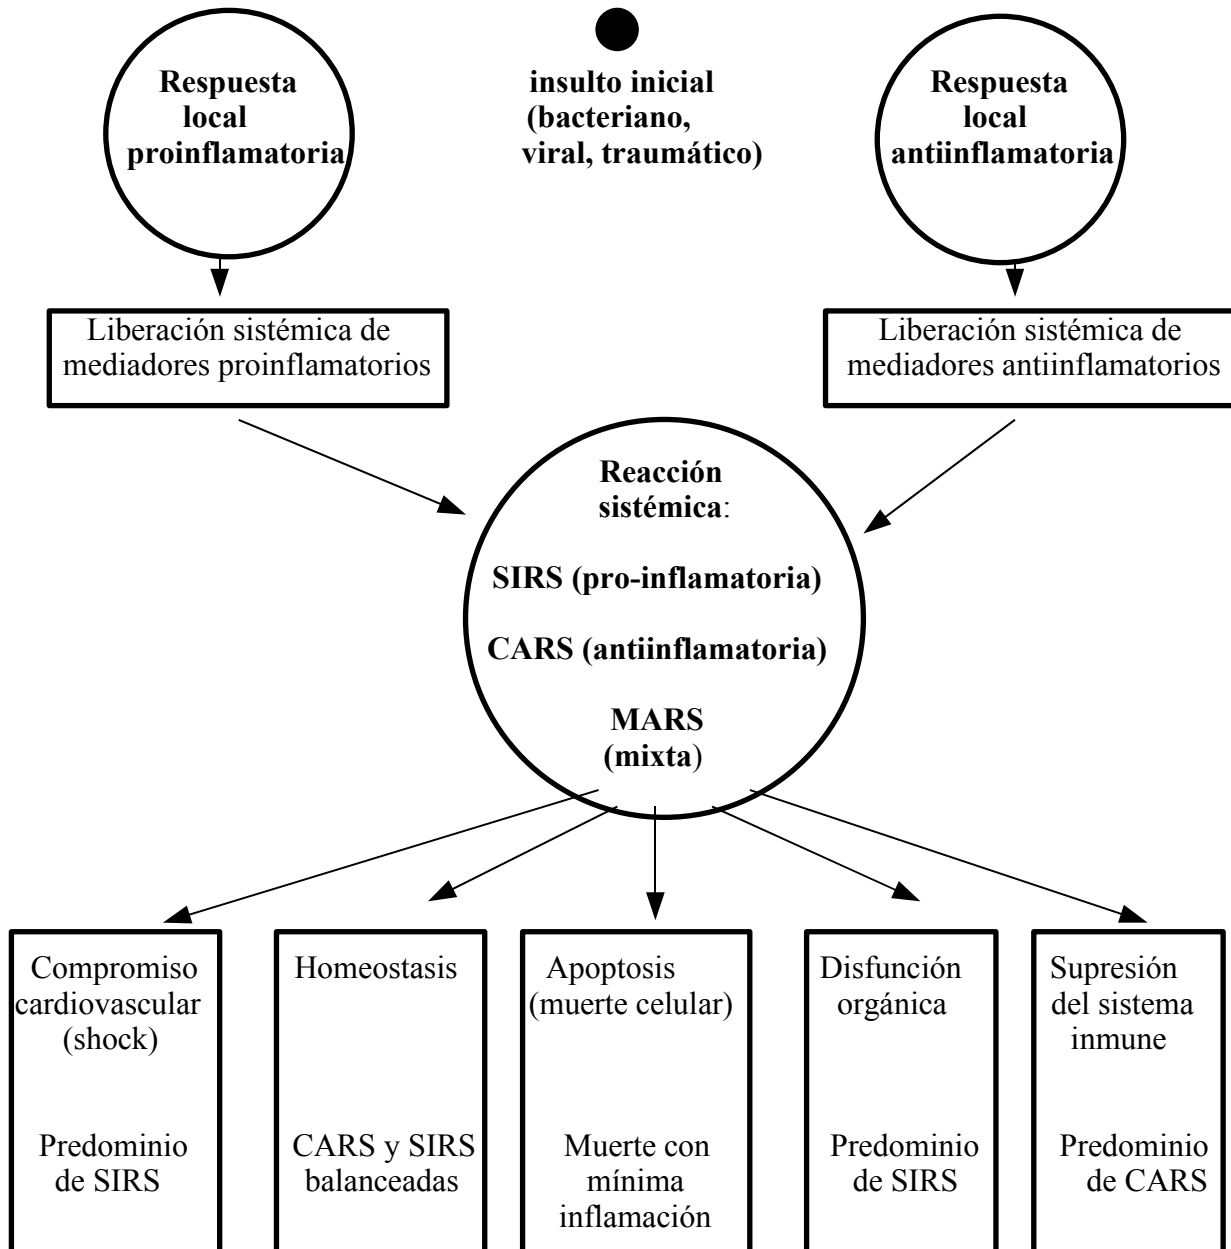 Respuesta
local
proinflamatoria
insulto inicial
(bacteriano,
viral, traumático)
Respuesta
local
antiinflamatoria
Liberación sistémica de
mediadores proinflamatorios
Liberación sistémica de
mediadores antiinflamatorios
Reacción
sistémica:
SIRS (pro-inflamatoria)
CARS (antiinflamatoria)
MARS
(mixta)
Compromiso
cardiovascular
(shock)
Predominio
de SIRS
Homeostasis
CARS y SIRS
balanceadas
Apoptosis
(muerte celular)
Muerte con
mínima
inflamación
Disfunción
orgánica
Predominio
de SIRS
Supresión
del sistema
inmune
Predominio
de CARS